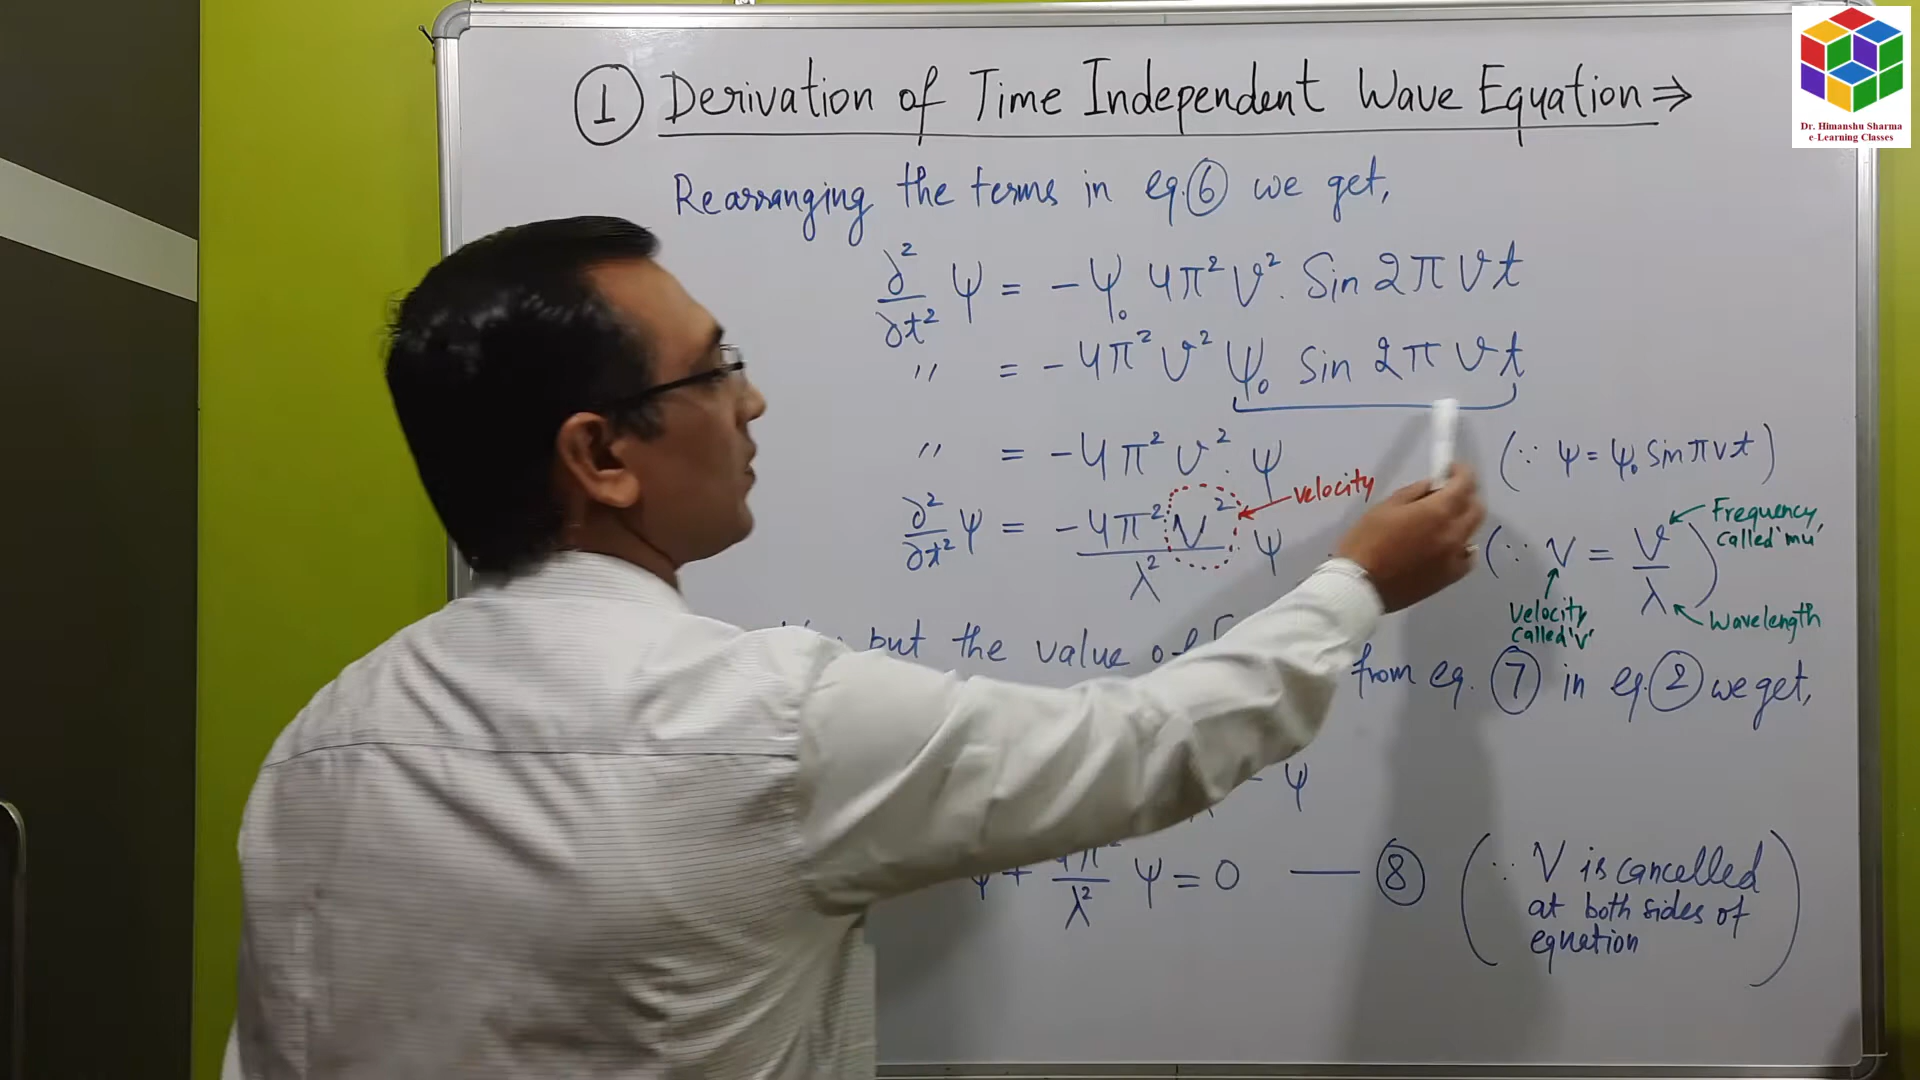 ① Derivation of Time Independent Wave Equation ⇒
Dr. Himanshu Sharma
e-Learning Classes
Rearranging the terms in eq. ⑥ we get,
∂²/∂t² ψ = - ψ₀ 4π²ν². Sin 2πνt
" = - 4π²ν² ψ₀ Sin 2πνt
" = - 4π²ν². ψ (∵ ψ = ψ₀ Sin πνt)
∂²/∂t² ψ = - 4π²V²/λ² . ψ
velocity
(∵ V = ν/λ)
Frequency,
called 'mu'
Velocity
called 'v'
Wavelength
but the value of
from eq. ⑦ in eq. ② we get,
ψ
ψ + 4π²/λ² ψ = 0 — ⑧
(∵ V is cancelled
at both sides of
equation)